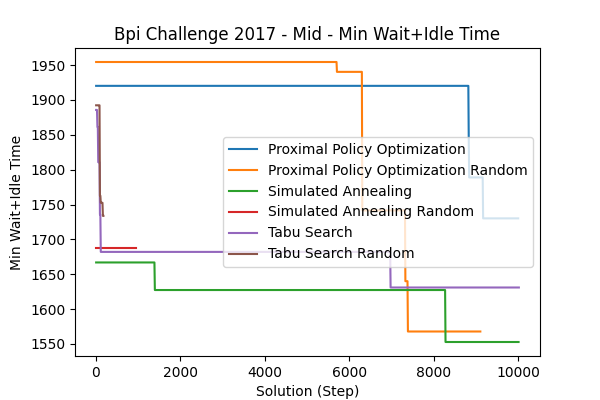 Bpi Challenge 2017 - Mid - Min Wait+Idle Time
Min Wait+Idle Time
1950
1900
1850
1800
1750
1700
1650
1600
1550
Proximal Policy Optimization
Proximal Policy Optimization Random
Simulated Annealing
Simulated Annealing Random
Tabu Search
Tabu Search Random
0 2000 4000 6000 8000 10000
Solution (Step)